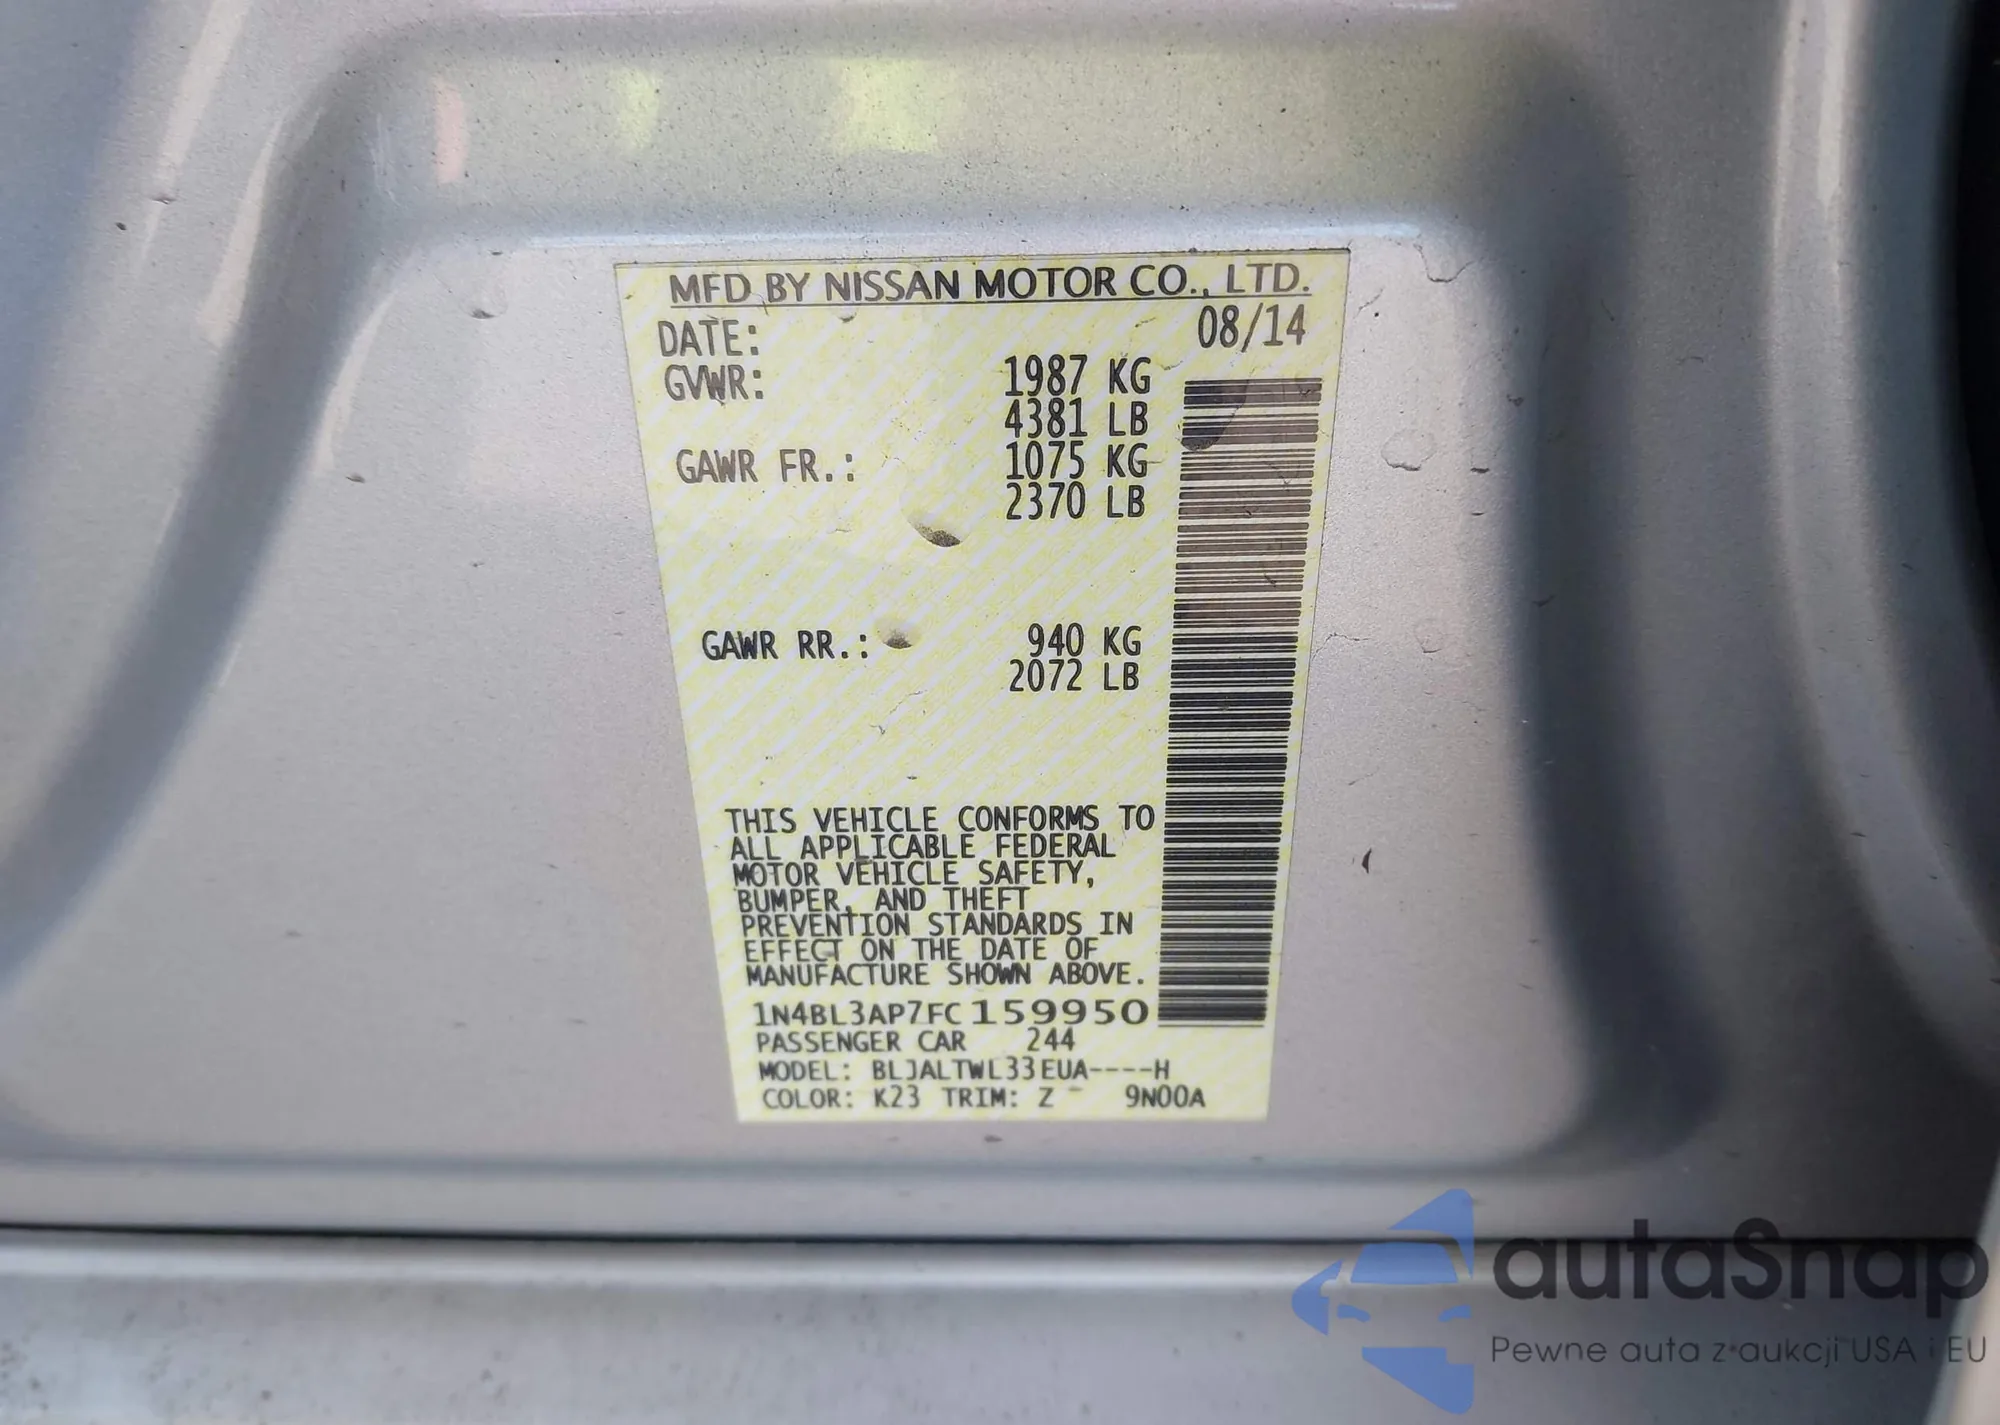 MFD BY NISSAN MOTOR CO., LTD.
DATE: 08/14
GVWR: 1987 KG
4381 LB
GAWR FR.: 1075 KG
2370 LB
GAWR RR.: 940 KG
2072 LB
THIS VEHICLE CONFORMS TO
ALL APPLICABLE FEDERAL
MOTOR VEHICLE SAFETY,
BUMPER, AND THEFT
PREVENTION STANDARDS IN
EFFECT ON THE DATE OF
MANUFACTURE SHOWN ABOVE.
1N4BL3AP7FC159950
PASSENGER CAR 244
MODEL: BLJALTWL33EUA----H
COLOR: K23 TRIM: Z 9N00A
autoSnap
Pewne auta z aukcji USA i EU